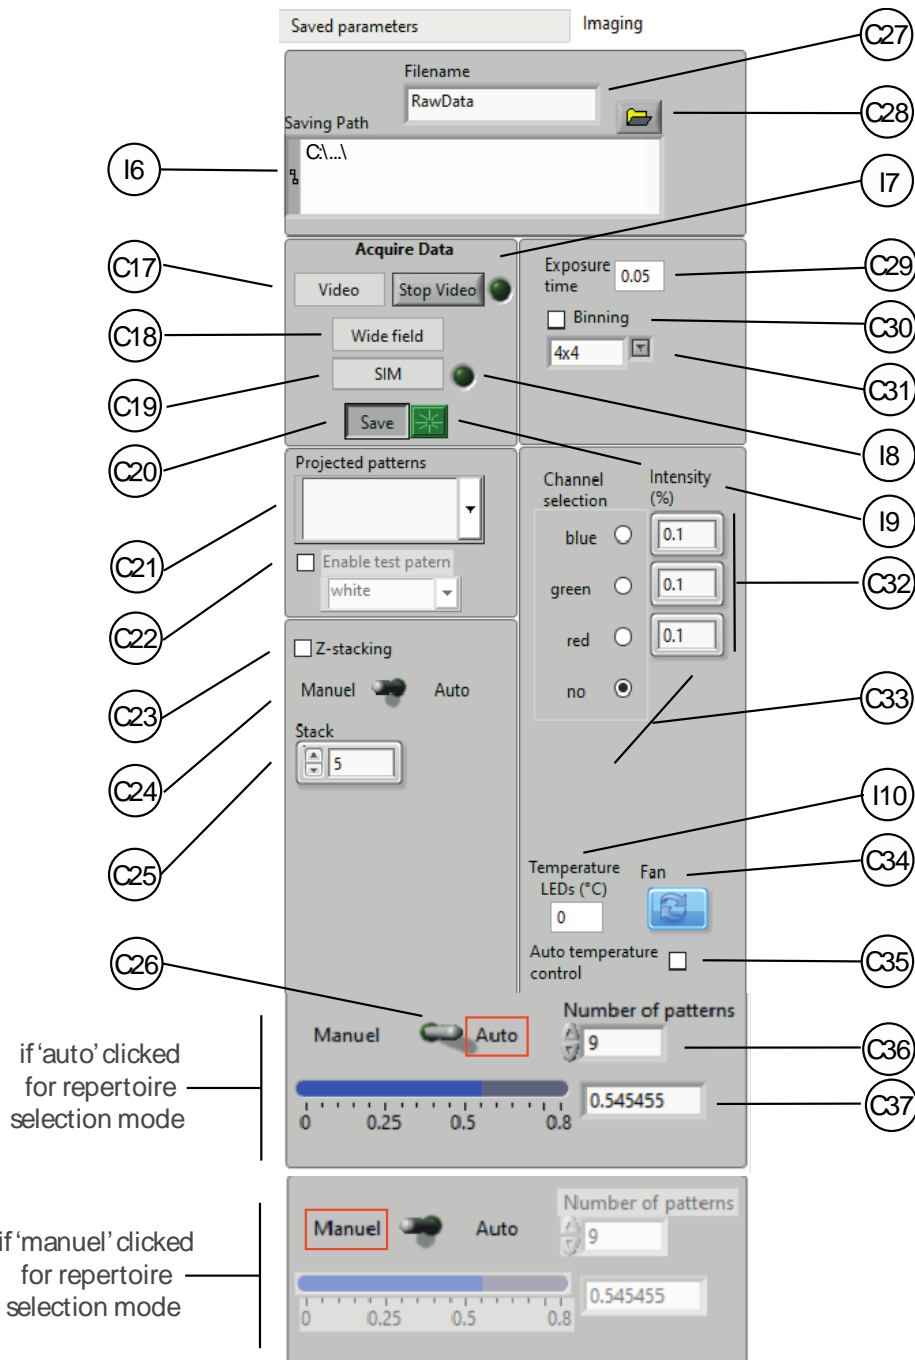 Saved parameters
Imaging
C27
Filename
RawData
C28
Saving Path
C:\...\
I6
I7
Acquire Data
C17
Video
Stop Video
Exposure
time
0.05
C29
C18
Wide field
Binning
C30
4x4
C19
SIM
C31
C20
Save
I8
Projected patterns
Channel
selection
Intensity
(%)
I9
blue
0.1
C21
Enable test patern
white
green
0.1
C32
C22
red
0.1
Z-stacking
C23
Manuel
Auto
no
C33
Stack
5
C24
I10
C25
Temperature
LEDs (°C)
0
Fan
C34
C26
Auto temperature
control
C35
if 'auto' clicked
for repertoire
selection mode
Manuel
Auto
Number of patterns
9
C36
0 0.25 0.5 0.8
0.545455
C37
if 'manuel' clicked
for repertoire
selection mode
Manuel
Auto
Number of patterns
9
0 0.25 0.5 0.8
0.545455